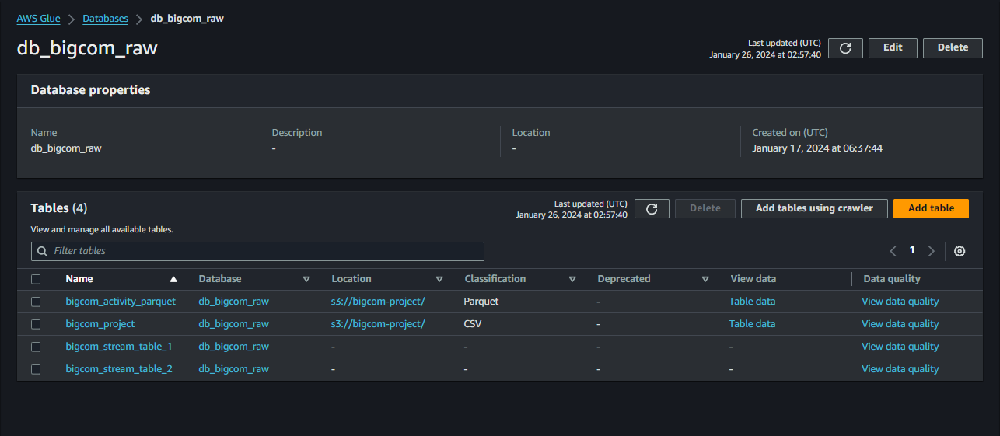 AWS Glue > Databases > db_bigcom_raw
db_bigcom_raw
Last updated (UTC)
January 26, 2024 at 02:57:40
Edit
Delete
Database properties
Name
db_bigcom_raw
Description
-
Location
-
Created on (UTC)
January 17, 2024 at 06:37:44
Tables (4)
Last updated (UTC)
January 26, 2024 at 02:57:40
Delete
Add tables using crawler
Add table
View and manage all available tables.
Filter tables
1
Name Database Location Classification Deprecated View data Data quality
bigcom_activity_parquet db_bigcom_raw s3://bigcom-project/ Parquet - Table data View data quality
bigcom_project db_bigcom_raw s3://bigcom-project/ CSV - Table data View data quality
bigcom_stream_table_1 db_bigcom_raw - - - - View data quality
bigcom_stream_table_2 db_bigcom_raw - - - - View data quality